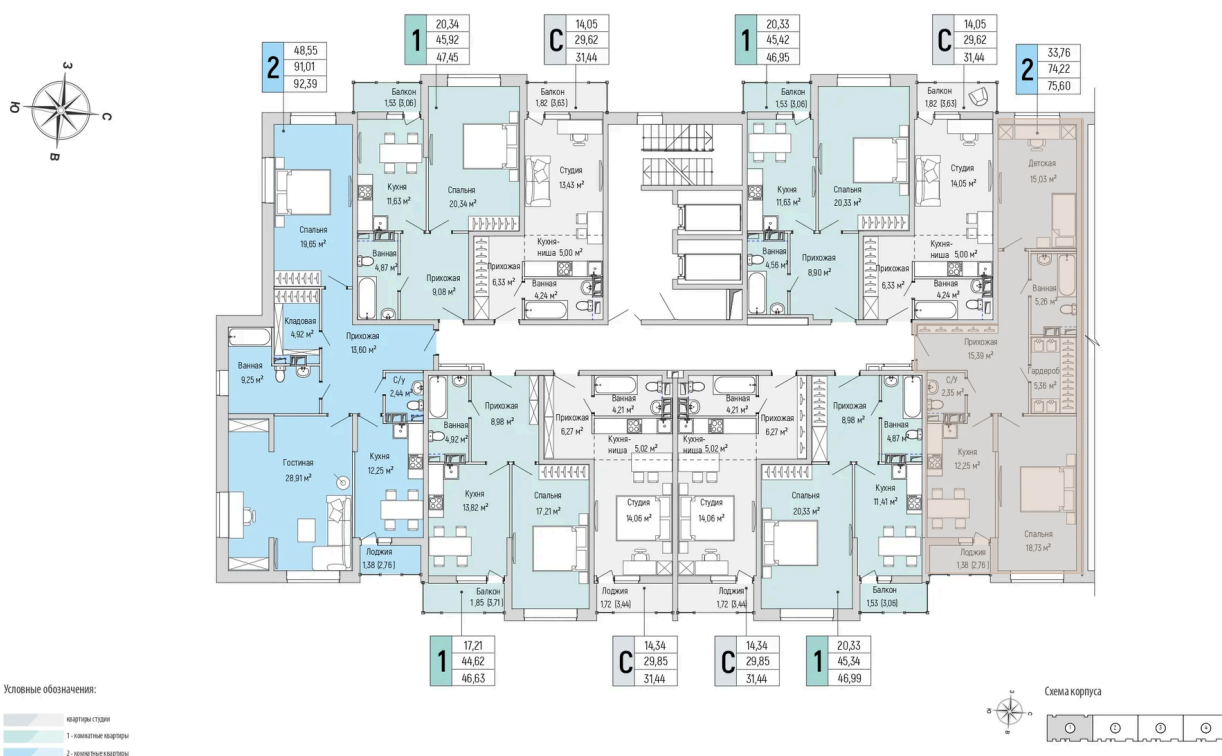 2
48,55
91,01
92,39
1
20,34
45,92
47,45
С
14,05
29,62
31,44
1
20,33
45,42
46,95
С
14,05
29,62
31,44
2
33,76
74,22
75,60
З
С
В
Ю
Балкон
1,53 (3,06)
Балкон
1,82 (3,63)
Балкон
1,53 (3,06)
Балкон
1,82 (3,63)
Спальня
19,65 м²
Кухня
11,63 м²
Спальня
20,34 м²
Студия
13,43 м²
Кухня-
ниша 5,00 м²
Ванная
4,87 м²
Прихожая
9,08 м²
Прихожая
6,33 м²
Ванная
4,24 м²
Кухня
11,63 м²
Спальня
20,33 м²
Студия
14,05 м²
Кухня-
ниша 5,00 м²
Ванная
4,56 м²
Прихожая
8,90 м²
Прихожая
6,33 м²
Ванная
4,24 м²
Детская
15,03 м²
Ванная
5,26 м²
Прихожая
15,39 м²
Гардероб
5,36 м²
Кладовая
4,92 м²
Прихожая
13,60 м²
Ванная
9,25 м²
С/у
2,44 м²
Гостиная
28,91 м²
Кухня
12,25 м²
Лоджия
1,38 (2,76)
Ванная
4,92 м²
Прихожая
8,98 м²
Прихожая
6,27 м²
Ванная
4,21 м²
Кухня-
ниша 5,02 м²
Кухня
13,82 м²
Спальня
17,21 м²
Студия
14,06 м²
Балкон
1,85 (3,71)
Лоджия
1,72 (3,44)
Ванная
4,21 м²
Прихожая
6,27 м²
Кухня-
ниша 5,02 м²
Студия
14,06 м²
Лоджия
1,72 (3,44)
Прихожая
8,98 м²
Ванная
4,87 м²
Спальня
20,33 м²
Кухня
11,41 м²
Балкон
1,53 (3,06)
С/у
2,35 м²
Кухня
12,25 м²
Спальня
18,73 м²
Лоджия
1,38 (2,76)
1
17,21
44,62
46,63
С
14,34
29,85
31,44
С
14,34
29,85
31,44
1
20,33
45,34
46,99
Условные обозначения:
квартиры студии
1 - комнатные квартиры
2 - комнатные квартиры
З
С
В
Ю
Схема корпуса
1
2
3
4